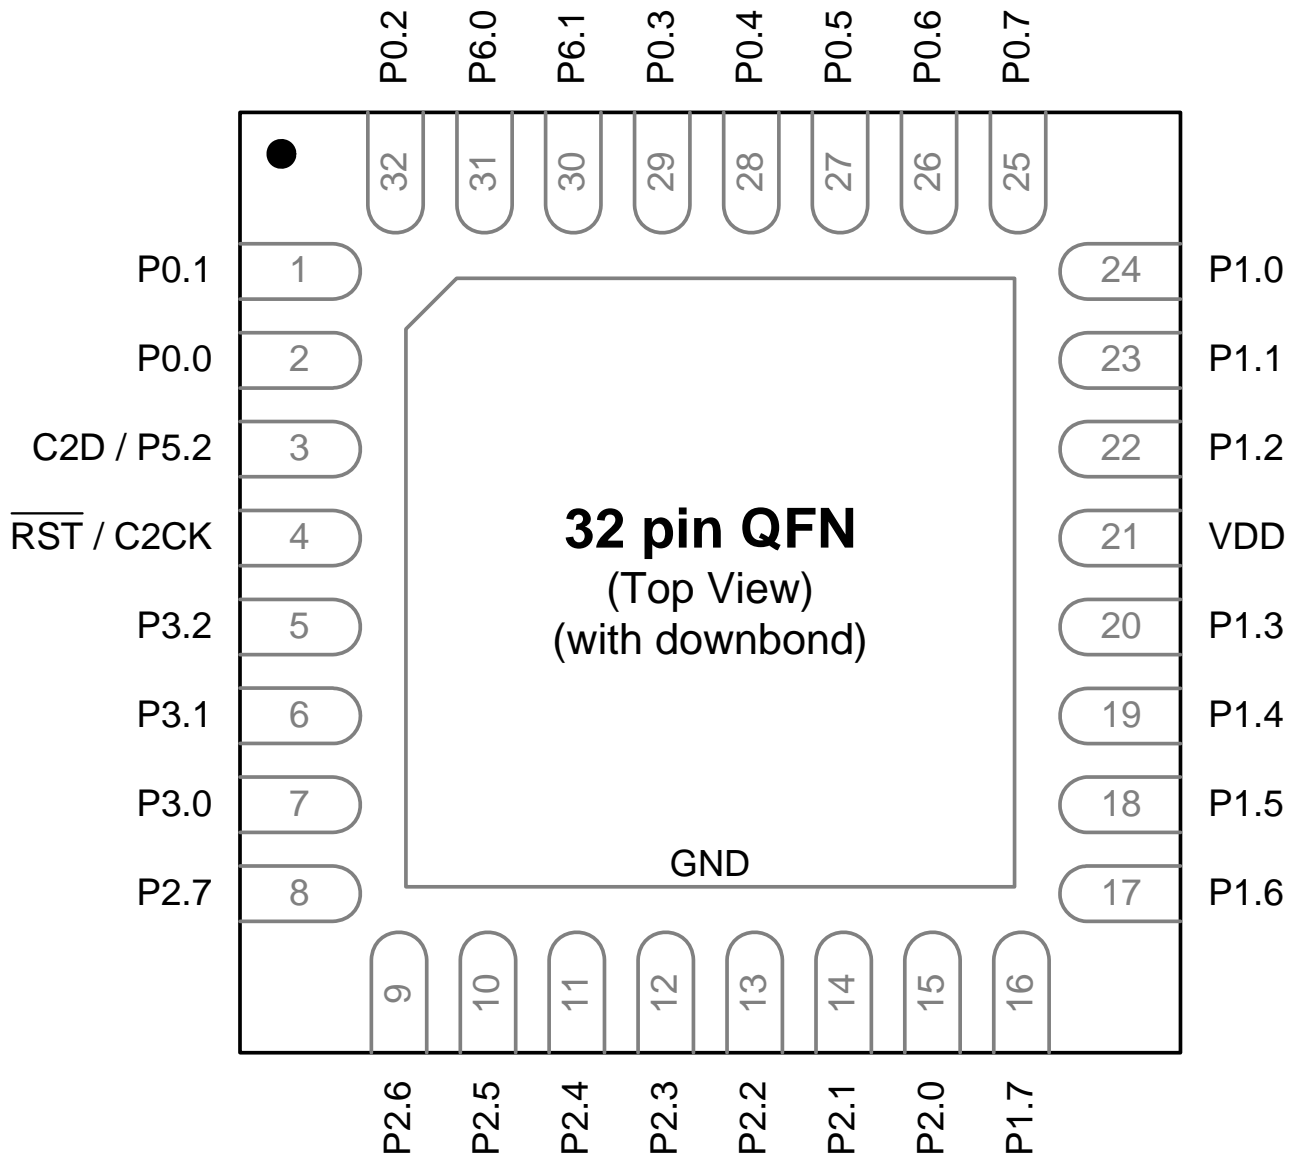 P0.2 P6.0 P6.1 P0.3 P0.4 P0.5 P0.6 P0.7
32 31 30 29 28 27 26 25
P0.1 1 24 P1.0
P0.0 2 23 P1.1
C2D / P5.2 3 22 P1.2
R̅S̅T̅ / C2CK 4 21 VDD
32 pin QFN
(Top View)
(with downbond)
P3.2 5 20 P1.3
P3.1 6 19 P1.4
P3.0 7 18 P1.5
GND
P2.7 8 17 P1.6
9 10 11 12 13 14 15 16
P2.6 P2.5 P2.4 P2.3 P2.2 P2.1 P2.0 P1.7